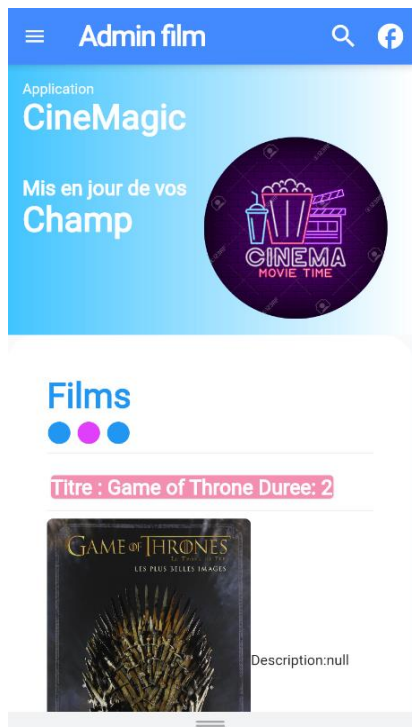 Admin film
Application
CineMagic
Mis en jour de vos
Champ
CINEMA
MOVIE TIME
Films
Titre : Game of Throne Duree: 2
GAME OF THRONES
LES PLUS BELLES IMAGES
Description:null